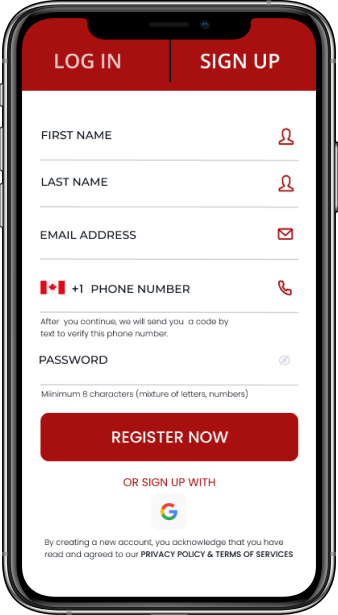 LOG IN
SIGN UP
FIRST NAME
LAST NAME
EMAIL ADDRESS
+1 PHONE NUMBER
After you continue, we will send you a code by
text to verify this phone number.
PASSWORD
Miinimum 8 characters (mixture of letters, numbers)
REGISTER NOW
OR SIGN UP WITH
G
By creating a new account, you acknowledge that you have
read and agreed to our PRIVACY POLICY & TERMS OF SERVICES